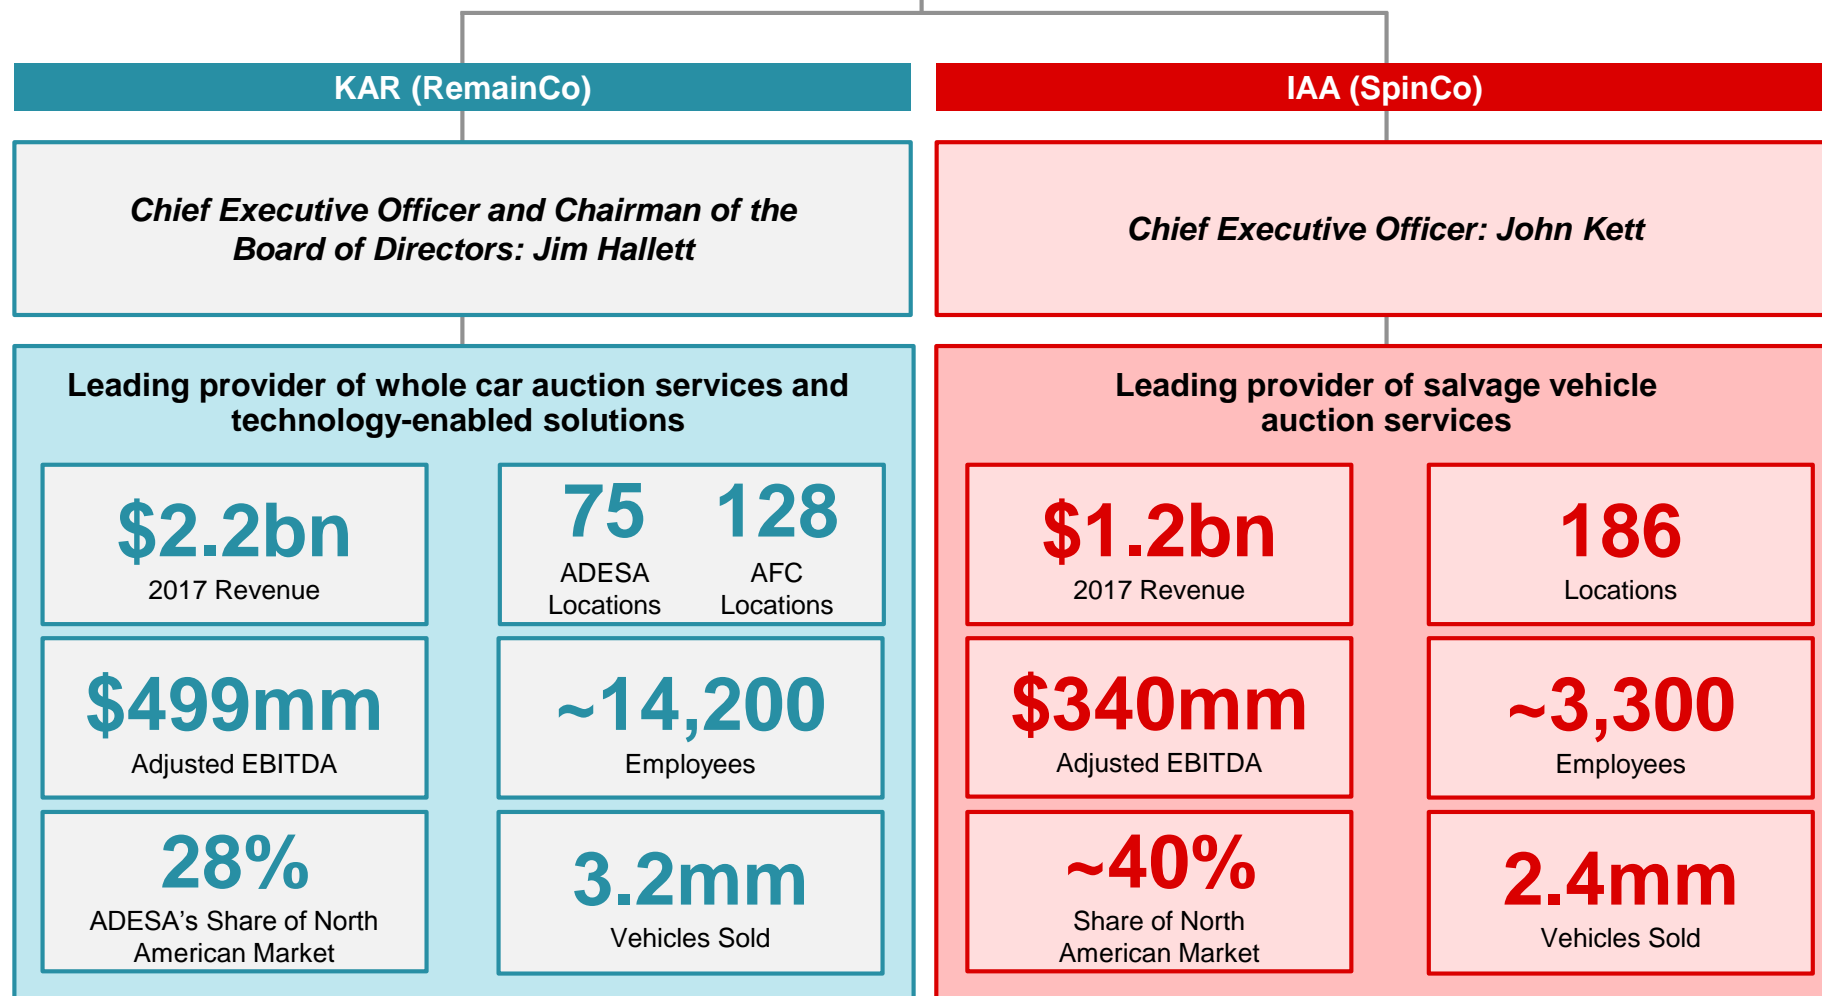 KAR (RemainCo)
Chief Executive Officer and Chairman of the
Board of Directors: Jim Hallett
Leading provider of whole car auction services and
technology-enabled solutions
$2.2bn
2017 Revenue
75
ADESA
Locations
128
AFC
Locations
$499mm
Adjusted EBITDA
~14,200
Employees
28%
ADESA's Share of North
American Market
3.2mm
Vehicles Sold
IAA (SpinCo)
Chief Executive Officer: John Kett
Leading provider of salvage vehicle
auction services
$1.2bn
2017 Revenue
186
Locations
$340mm
Adjusted EBITDA
~3,300
Employees
~40%
Share of North
American Market
2.4mm
Vehicles Sold